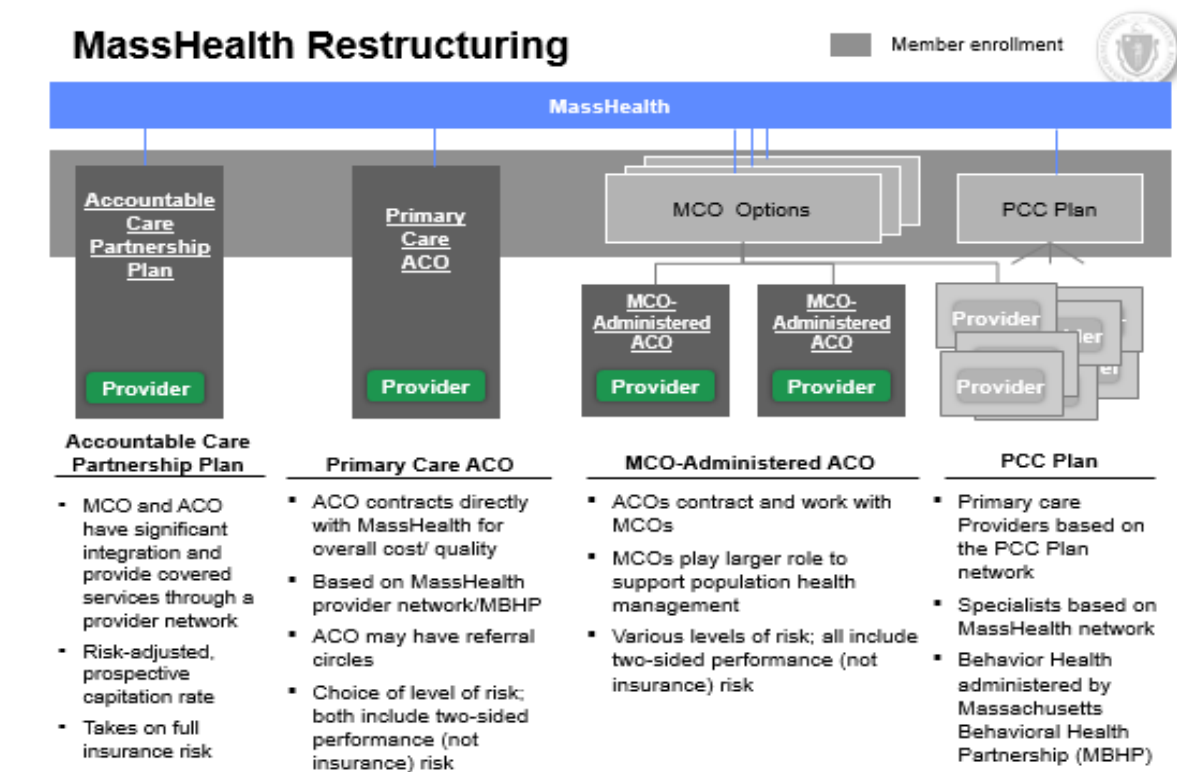 MassHealth Restructuring
Member enrollment
MassHealth
Accountable
Care
Partnership
Plan
Provider
Primary
Care
ACO
Provider
MCO Options
MCO-
Administered
ACO
Provider
MCO-
Administered
ACO
Provider
PCC Plan
Provider
Provider
Accountable Care
Partnership Plan
▪ MCO and ACO
have significant
integration and
provide covered
services through a
provider network
▪ Risk-adjusted,
prospective
capitation rate
▪ Takes on full
insurance risk
Primary Care ACO
▪ ACO contracts directly
with MassHealth for
overall cost/ quality
▪ Based on MassHealth
provider network/MBHP
▪ ACO may have referral
circles
▪ Choice of level of risk;
both include two-sided
performance (not
insurance) risk
MCO-Administered ACO
▪ ACOs contract and work with
MCOs
▪ MCOs play larger role to
support population health
management
▪ Various levels of risk; all include
two-sided performance (not
insurance) risk
PCC Plan
▪ Primary care
Providers based on
the PCC Plan
network
▪ Specialists based on
MassHealth network
▪ Behavior Health
administered by
Massachusetts
Behavioral Health
Partnership (MBHP)